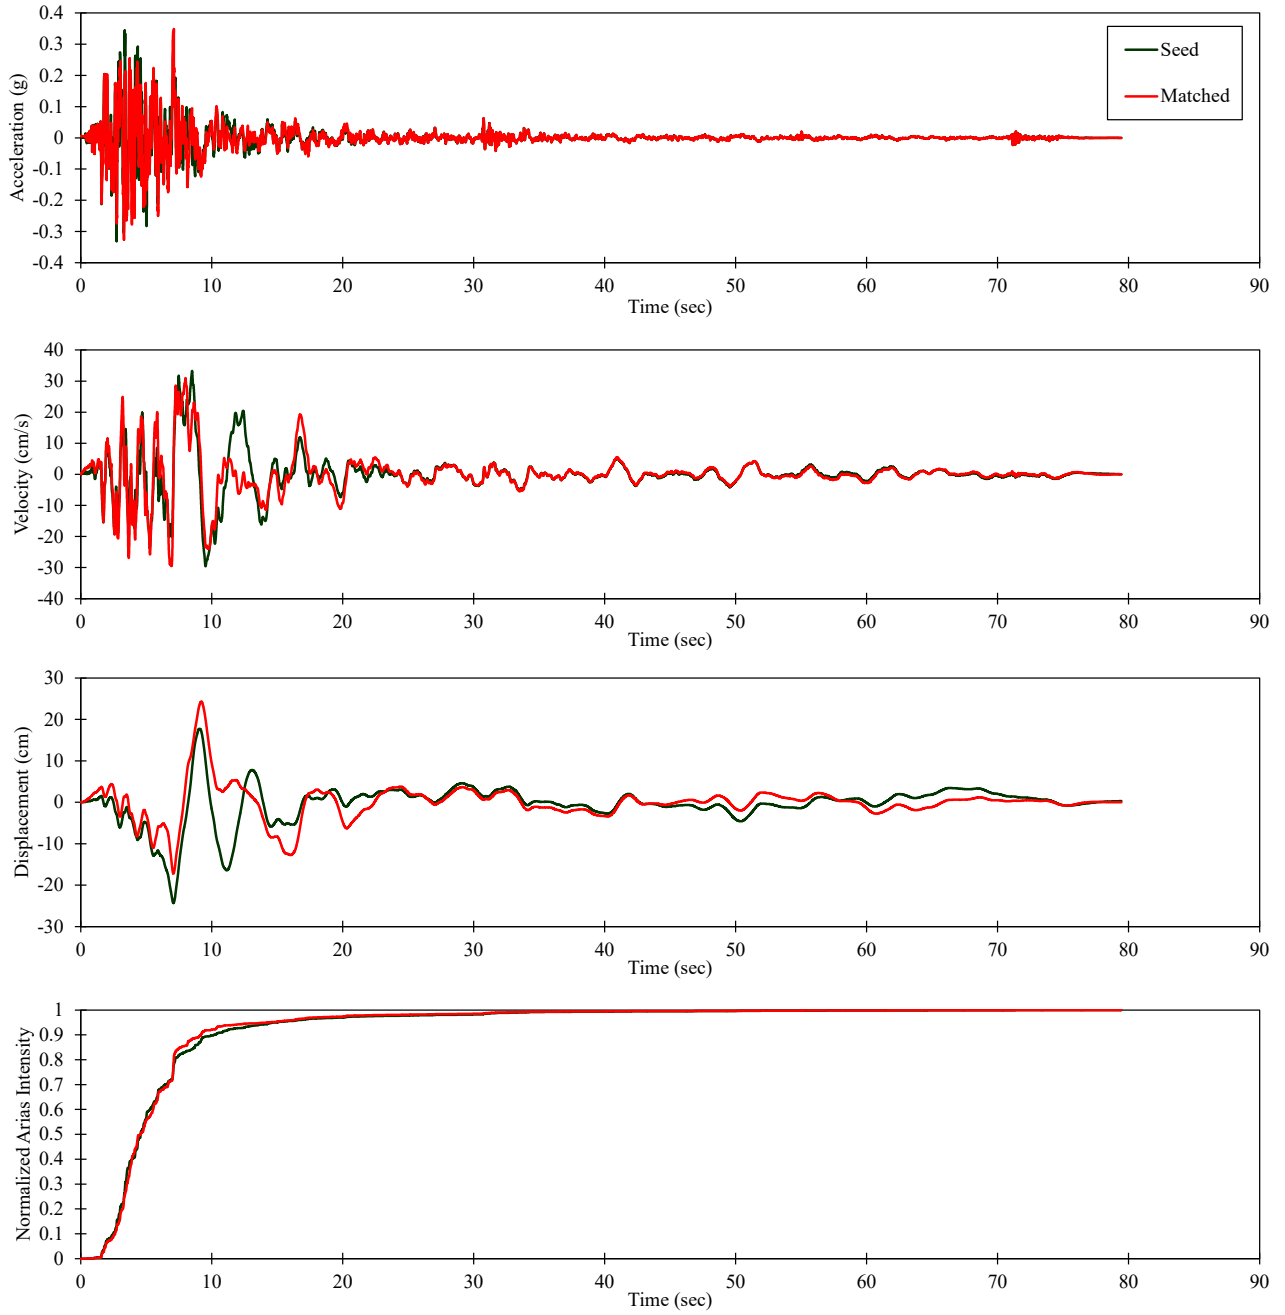 0.4
0.3
0.2
0.1
0
-0.1
-0.2
-0.3
-0.4
Acceleration (g)
Seed
Matched
0 10 20 30 40 50 60 70 80 90
Time (sec)
40
30
20
10
0
-10
-20
-30
-40
Velocity (cm/s)
0 10 20 30 40 50 60 70 80 90
Time (sec)
30
20
10
0
-10
-20
-30
Displacement (cm)
0 10 20 30 40 50 60 70 80 90
Time (sec)
1
0.9
0.8
0.7
0.6
0.5
0.4
0.3
0.2
0.1
0
Normalized Arias Intensity
0 10 20 30 40 50 60 70 80 90
Time (sec)